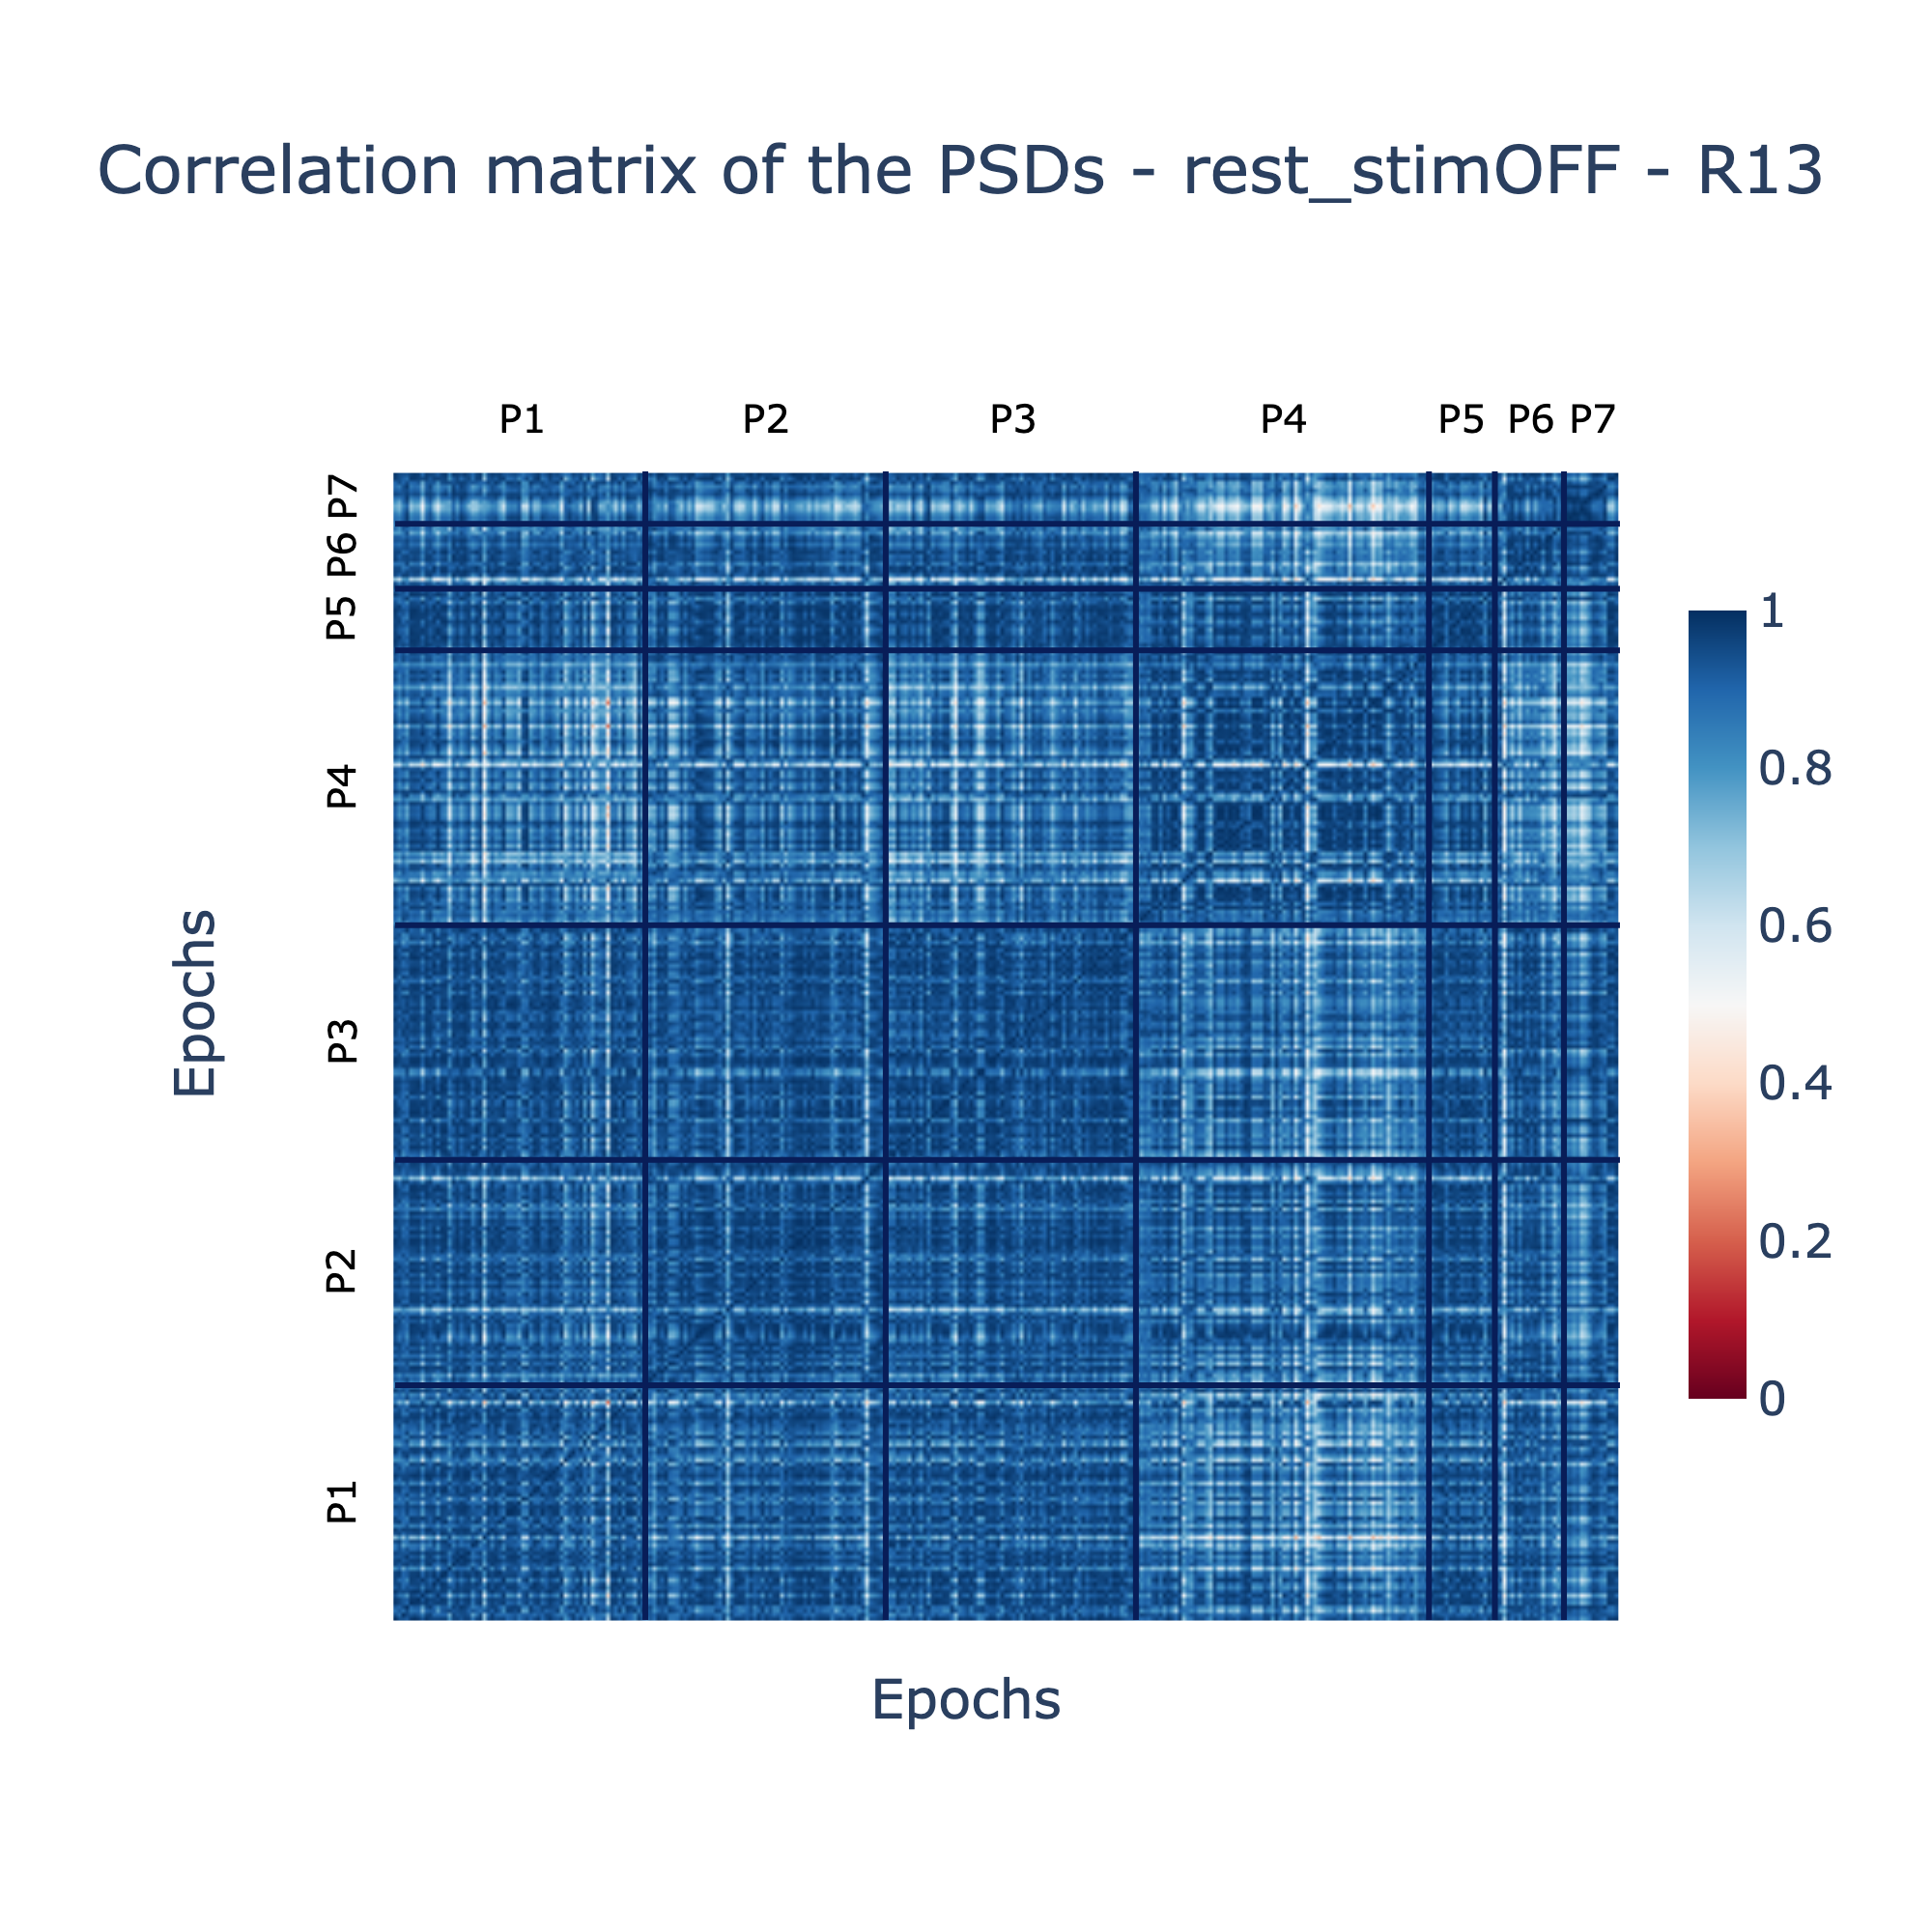 Correlation matrix of the PSDs - rest_stimOFF - R13
P1 P2 P3 P4 P5 P6 P7
P7
P6
P5
P4
P3
P2
P1
Epochs
Epochs
1
0.8
0.6
0.4
0.2
0